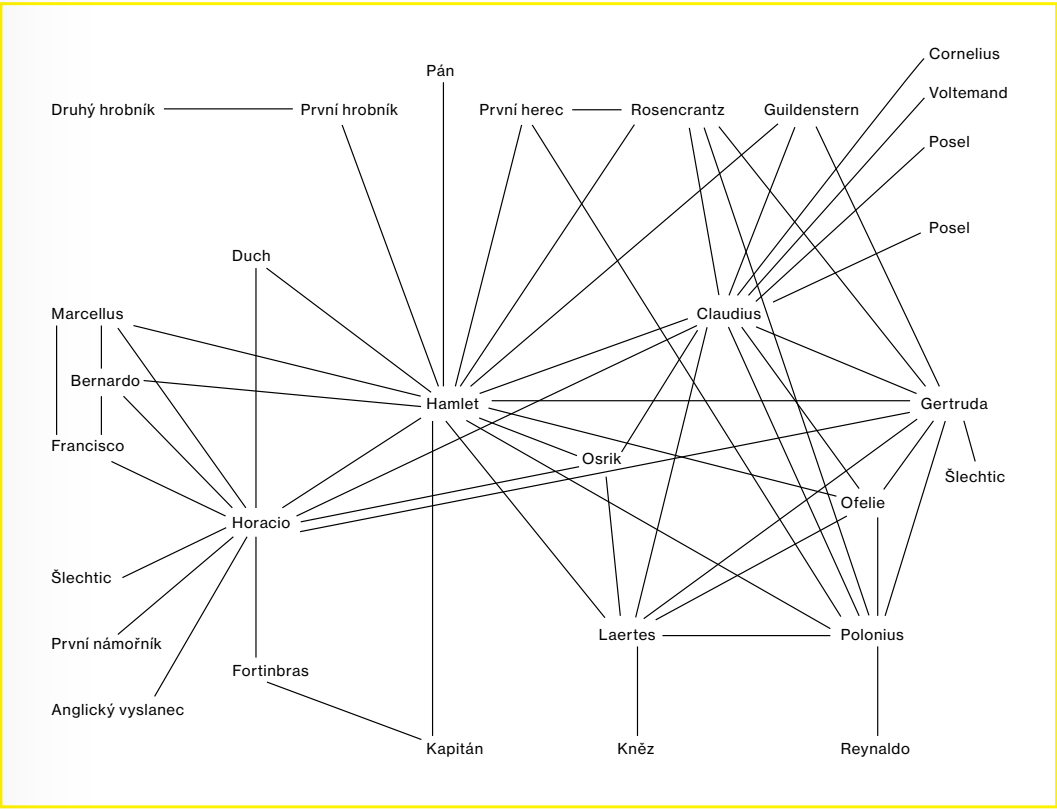 Cornelius
Pán
Voltemand
Druhý hrobník
První hrobník
První herec
Rosencrantz
Guildenstern
Posel
Posel
Duch
Marcellus
Claudius
Bernardo
Hamlet
Gertruda
Francisco
Osrik
Šlechtic
Ofelie
Horacio
Šlechtic
Laertes
Polonius
První námořník
Fortinbras
Anglický vyslanec
Kapitán
Kněz
Reynaldo